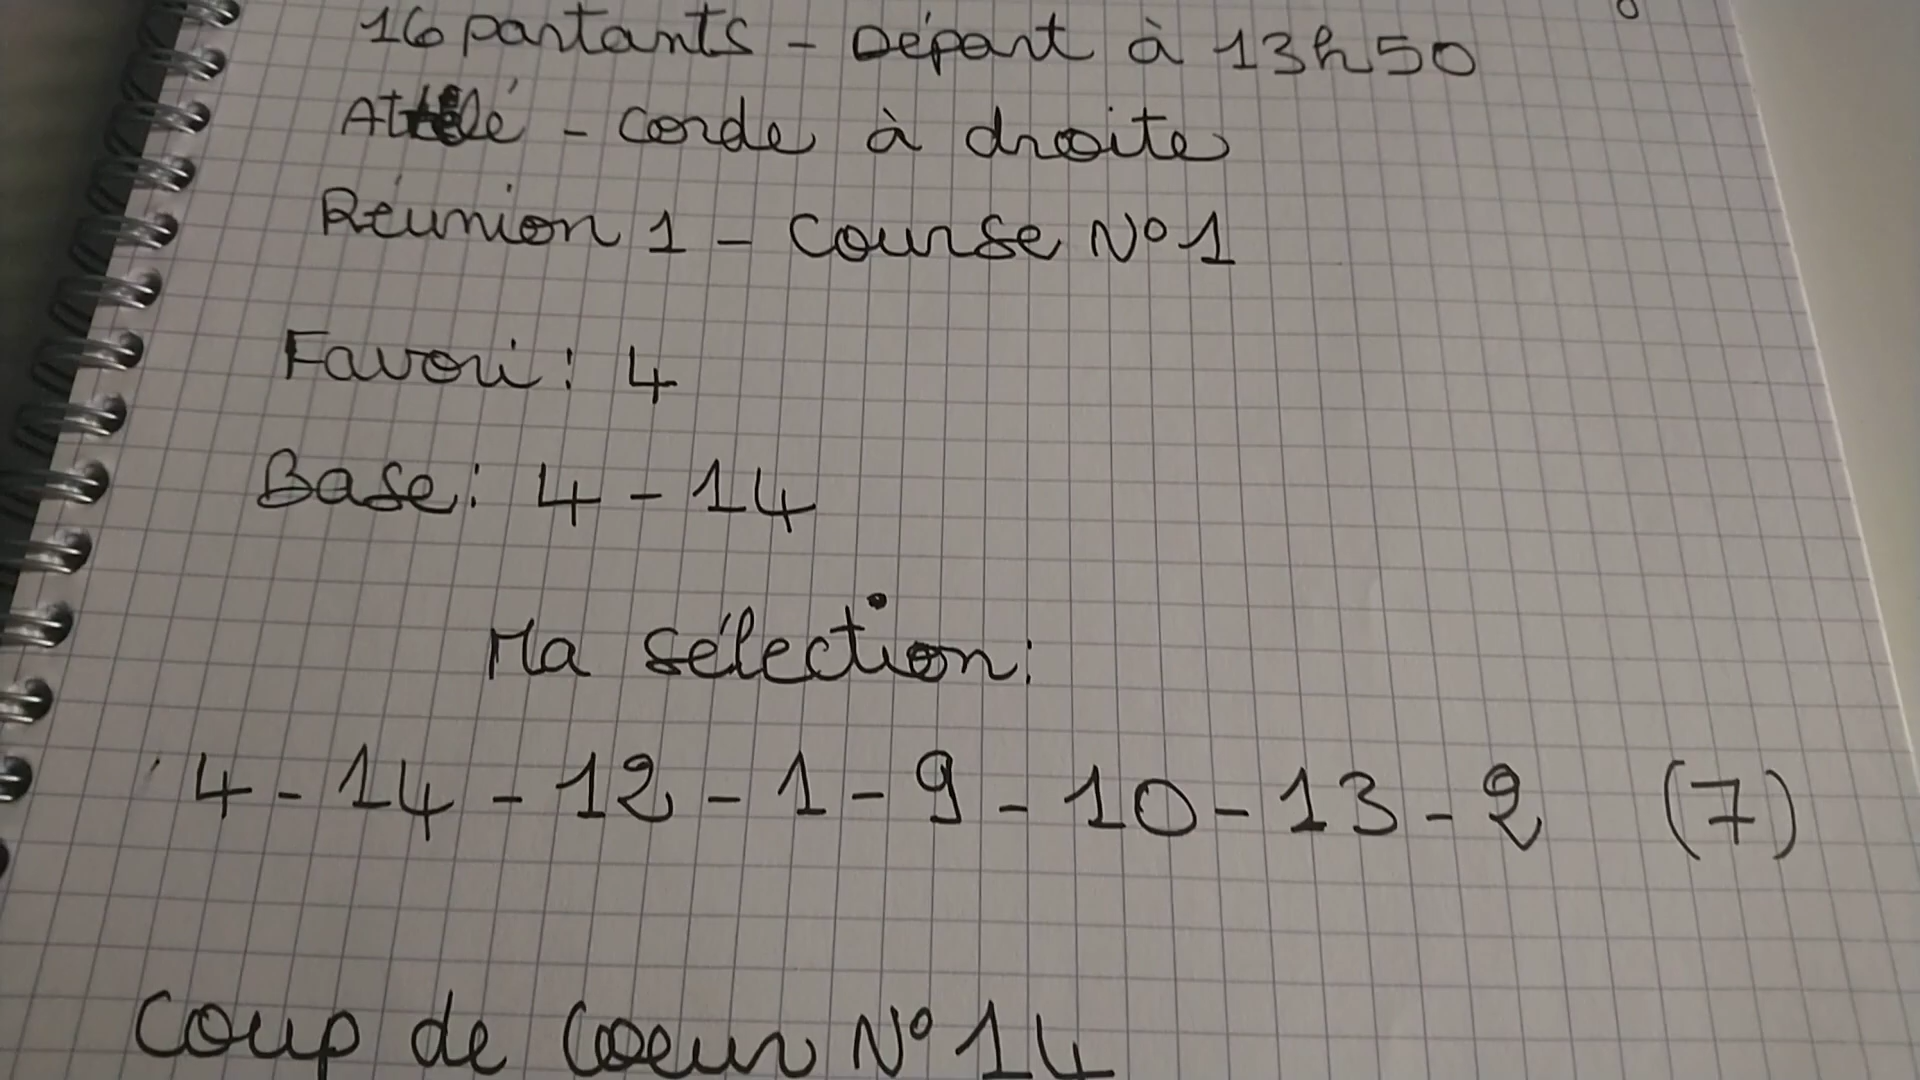 16 partants - Départ à 13h50
Attelé - Corde à droite
Réunion 1 - Course N°1
Favori : 4
Base : 4 - 14
Ma sélection :
4 - 14 - 12 - 1 - 9 - 10 - 13 - 2 (7)
Coup de Coeur N°14